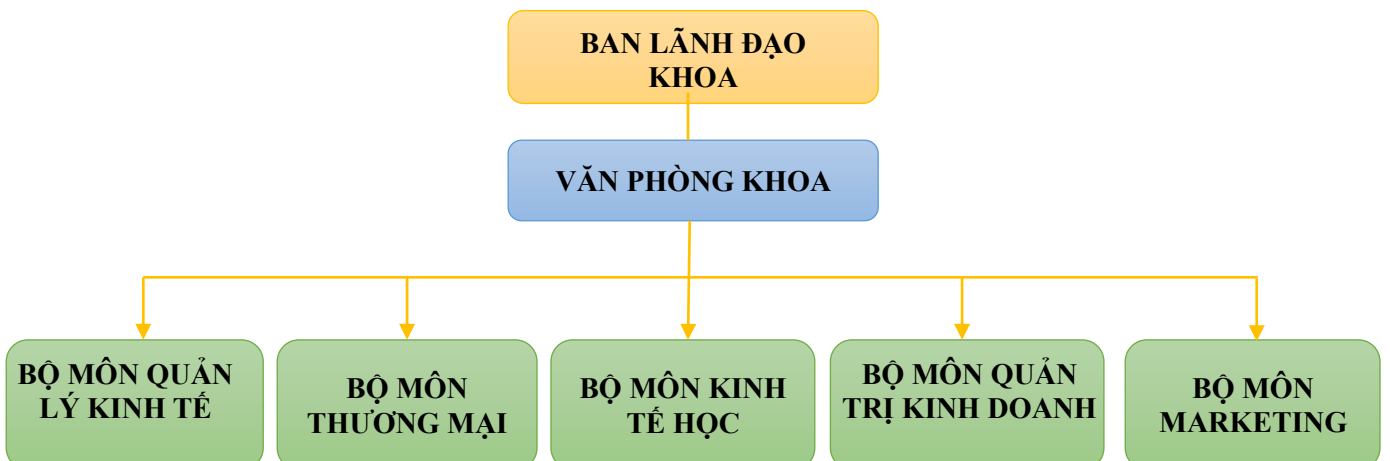 BAN LÃNH ĐẠO
KHOA
VĂN PHÒNG KHOA
BỘ MÔN QUẢN
LÝ KINH TẾ
BỘ MÔN
THƯƠNG MẠI
BỘ MÔN KINH
TẾ HỌC
BỘ MÔN QUẢN
TRỊ KINH DOANH
BỘ MÔN
MARKETING